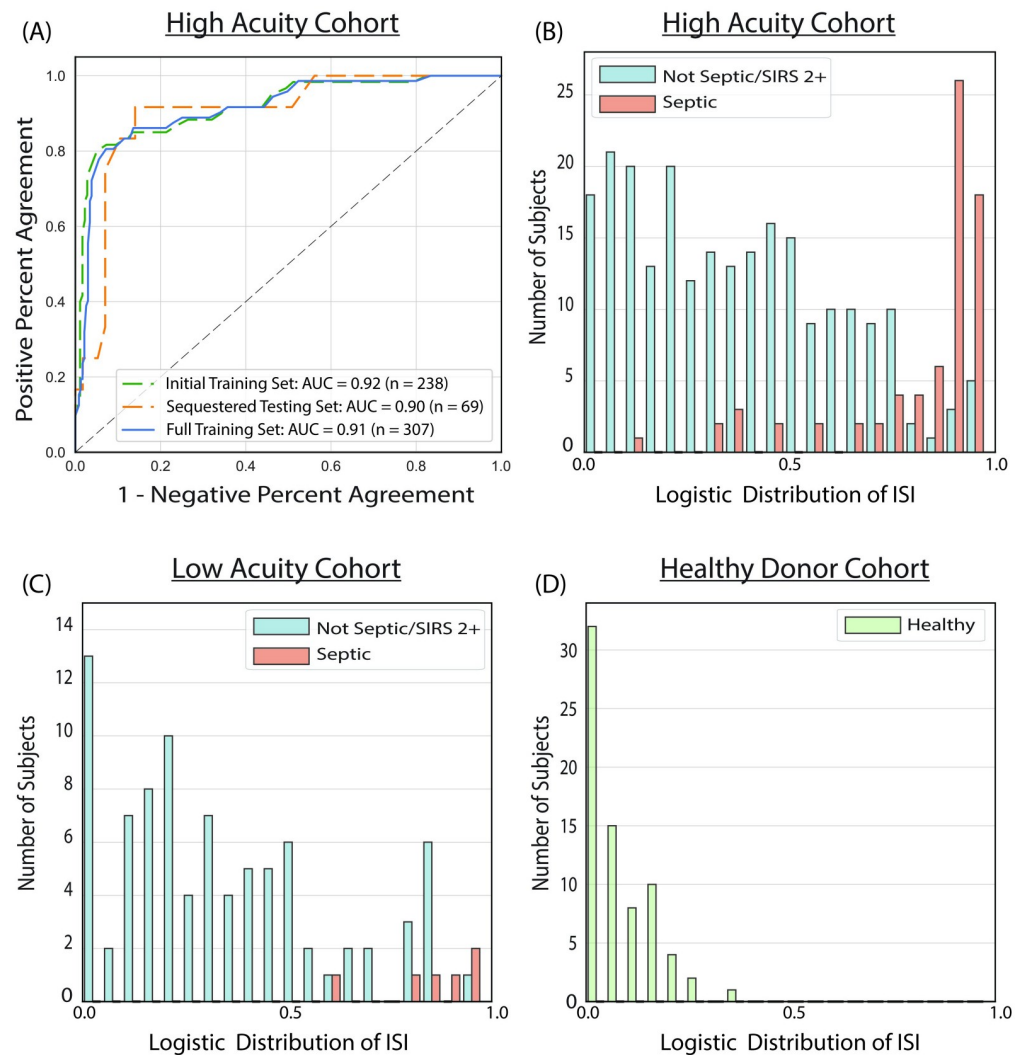 (A)
High Acuity Cohort
Positive Percent Agreement
1.0
0.8
0.6
0.4
0.2
0.0
0.0
0.2
0.4
0.6
0.8
1.0
Initial Training Set: AUC = 0.92 (n = 238)
Sequestered Testing Set: AUC = 0.90 (n = 69)
Full Training Set: AUC = 0.91 (n = 307)
1 - Negative Percent Agreement
(B)
High Acuity Cohort
Not Septic/SIRS 2+
Septic
Number of Subjects
25
20
15
10
5
0
0.0
0.5
1.0
Logistic Distribution of ISI
(C)
Low Acuity Cohort
Not Septic/SIRS 2+
Septic
Number of Subjects
14
12
10
8
6
4
2
0
0.0
0.5
1.0
Logistic Distribution of ISI
(D)
Healthy Donor Cohort
Healthy
Number of Subjects
30
25
20
15
10
5
0
0.0
0.5
1.0
Logistic Distribution of ISI